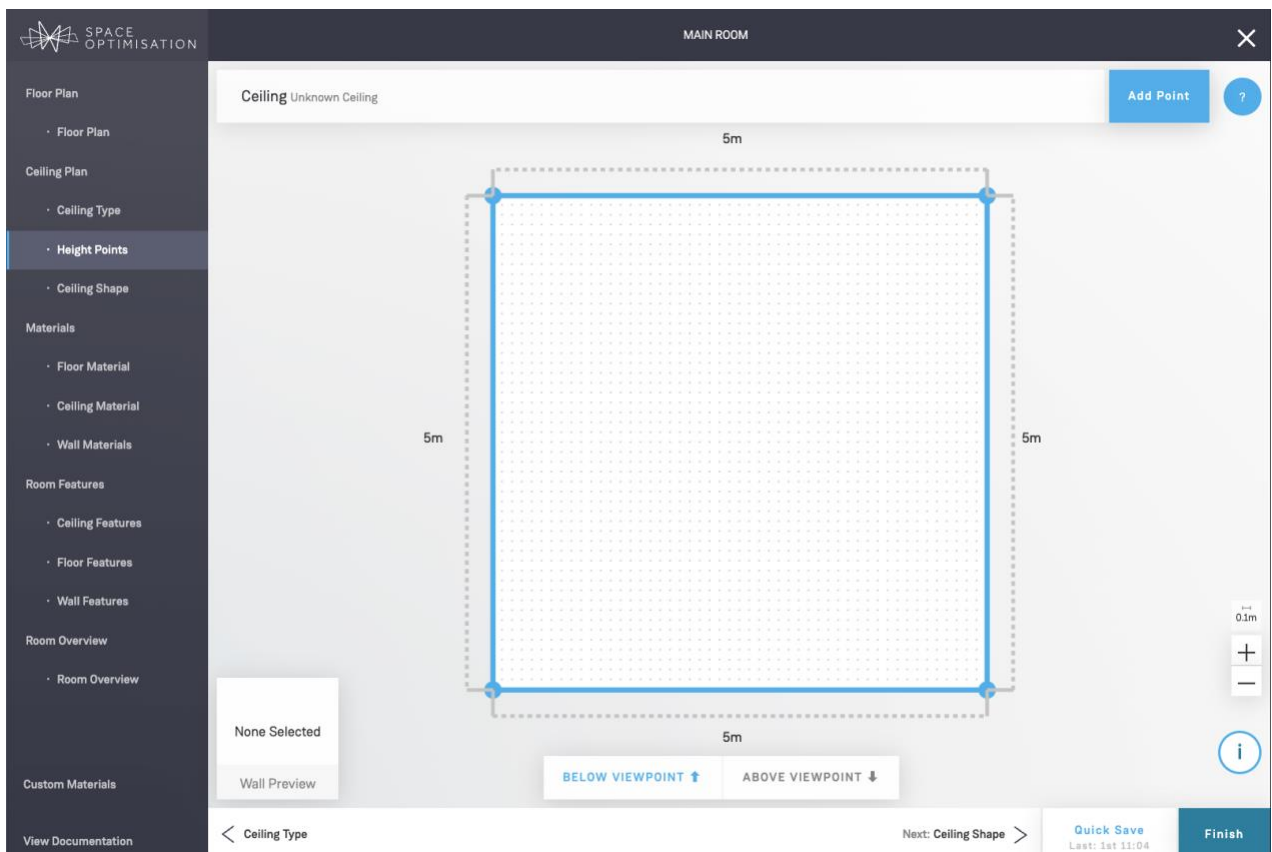 SPACE
OPTIMISATION
MAIN ROOM
Floor Plan
· Floor Plan
Ceiling Plan
· Ceiling Type
· Height Points
· Ceiling Shape
Materials
· Floor Material
· Ceiling Material
· Wall Materials
Room Features
· Ceiling Features
· Floor Features
· Wall Features
Room Overview
· Room Overview
Custom Materials
View Documentation
Ceiling Unknown Ceiling
Add Point
?
5m
5m
5m
5m
0.1m
+
−
i
None Selected
Wall Preview
BELOW VIEWPOINT ⬆
ABOVE VIEWPOINT ⬇
< Ceiling Type
Next: Ceiling Shape >
Quick Save
Last: 1st 11:04
Finish